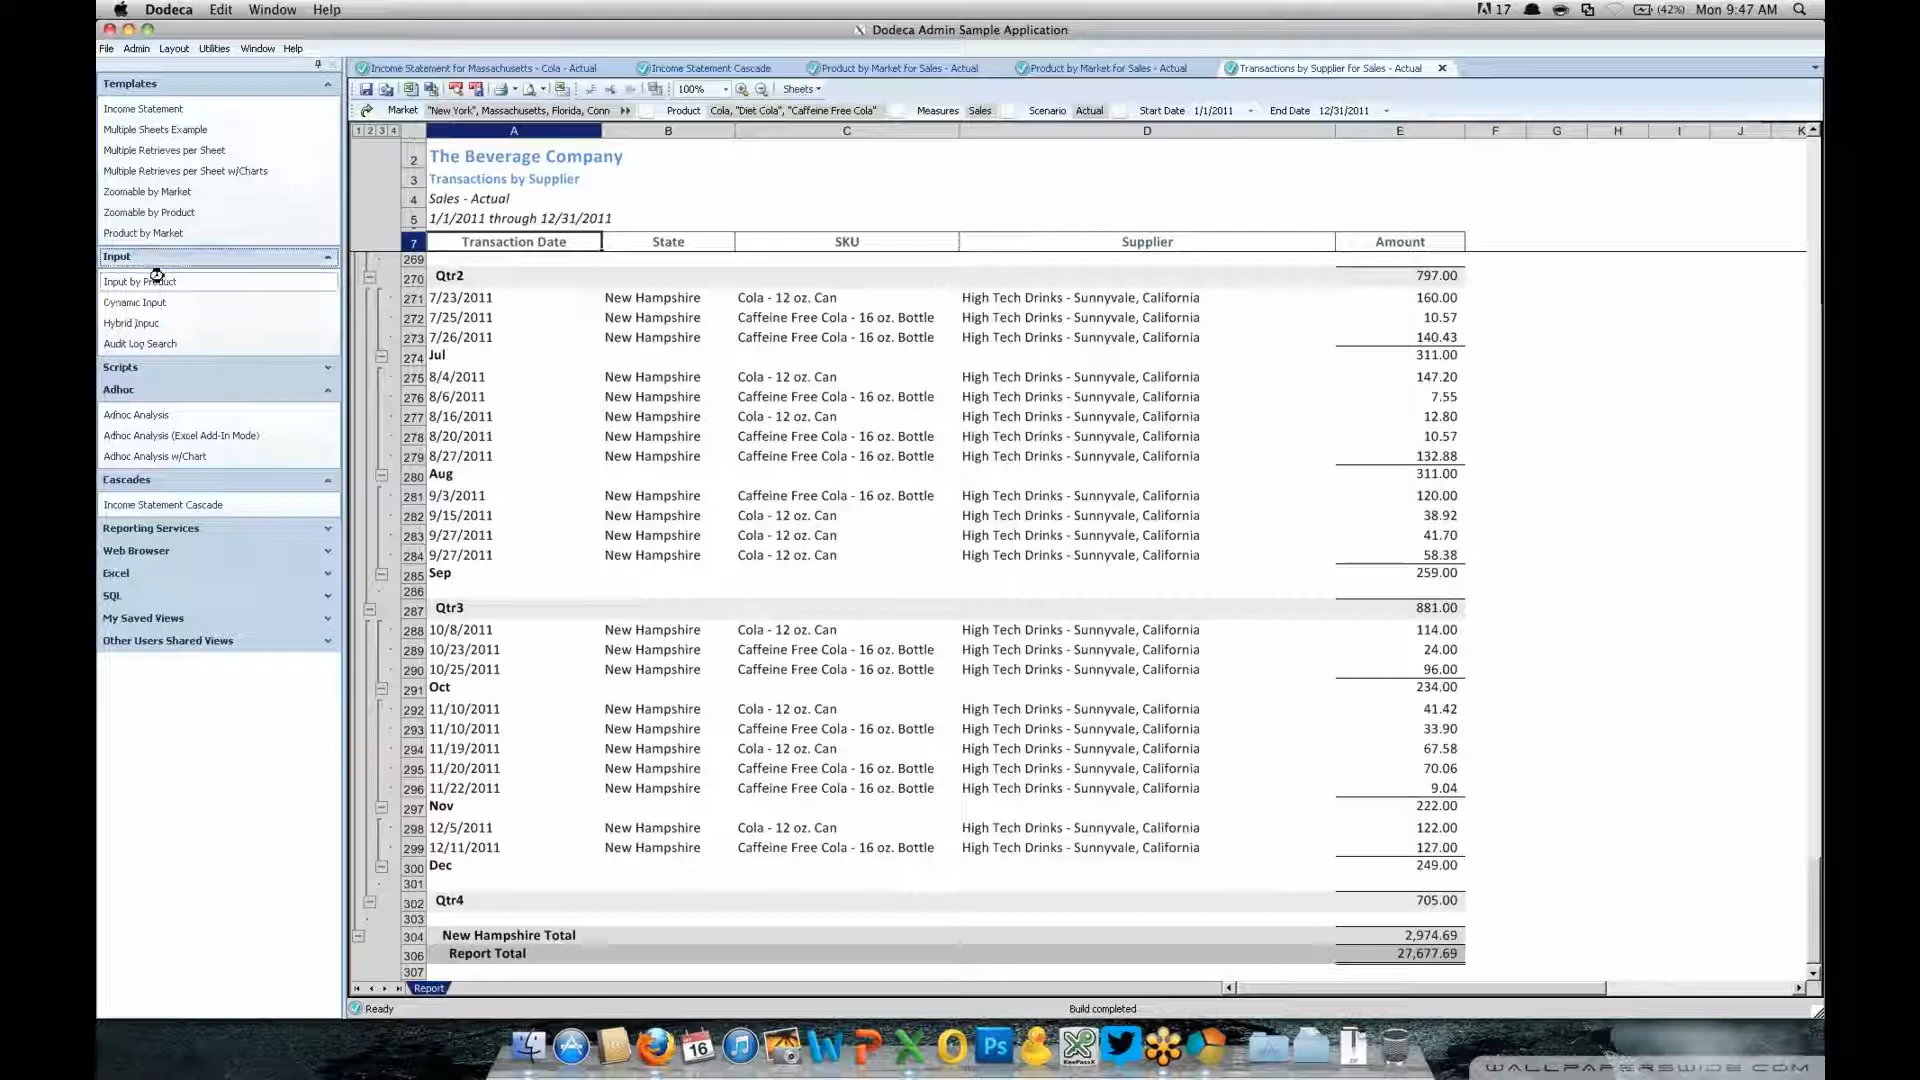 Dodeca Edit Window Help
17 (42%) Mon 9:47 AM
Dodeca Admin Sample Application
File Admin Layout Utilities Window Help
Templates
Income Statement
Multiple Sheets Example
Multiple Retrieves per Sheet
Multiple Retrieves per Sheet w/Charts
Zoomable by Market
Zoomable by Product
Product by Market
Input
Input by Product
Dynamic Input
Hybrid Input
Audit Log Search
Scripts
Adhoc
Adhoc Analysis
Adhoc Analysis (Excel Add-In Mode)
Adhoc Analysis w/Chart
Cascades
Income Statement Cascade
Reporting Services
Web Browser
Excel
SQL
My Saved Views
Other Users Shared Views
Income Statement for Massachusetts - Cola - Actual Income Statement Cascade Product by Market for Sales - Actual Product by Market for Sales - Actual Transactions by Supplier for Sales - Actual
100% Sheets
Market "New York", Massachusetts, Florida, Conn Product Cola, "Diet Cola", "Caffeine Free Cola" Measures Sales Scenario Actual Start Date 1/1/2011 End Date 12/31/2011
1 2 3 4 A B C D E F G H I J K
2 The Beverage Company
3 Transactions by Supplier
4 Sales - Actual
5 1/1/2011 through 12/31/2011
7 Transaction Date State SKU Supplier Amount
269
270 Qtr2 797.00
271 7/23/2011 New Hampshire Cola - 12 oz. Can High Tech Drinks - Sunnyvale, California 160.00
272 7/25/2011 New Hampshire Caffeine Free Cola - 16 oz. Bottle High Tech Drinks - Sunnyvale, California 10.57
273 7/26/2011 New Hampshire Caffeine Free Cola - 16 oz. Bottle High Tech Drinks - Sunnyvale, California 140.43
274 Jul 311.00
275 8/4/2011 New Hampshire Cola - 12 oz. Can High Tech Drinks - Sunnyvale, California 147.20
276 8/6/2011 New Hampshire Caffeine Free Cola - 16 oz. Bottle High Tech Drinks - Sunnyvale, California 7.55
277 8/16/2011 New Hampshire Cola - 12 oz. Can High Tech Drinks - Sunnyvale, California 12.80
278 8/20/2011 New Hampshire Caffeine Free Cola - 16 oz. Bottle High Tech Drinks - Sunnyvale, California 10.57
279 8/27/2011 New Hampshire Caffeine Free Cola - 16 oz. Bottle High Tech Drinks - Sunnyvale, California 132.88
280 Aug 311.00
281 9/3/2011 New Hampshire Caffeine Free Cola - 16 oz. Bottle High Tech Drinks - Sunnyvale, California 120.00
282 9/15/2011 New Hampshire Cola - 12 oz. Can High Tech Drinks - Sunnyvale, California 38.92
283 9/27/2011 New Hampshire Cola - 12 oz. Can High Tech Drinks - Sunnyvale, California 41.70
284 9/27/2011 New Hampshire Cola - 12 oz. Can High Tech Drinks - Sunnyvale, California 58.38
285 Sep 259.00
286
287 Qtr3 881.00
288 10/8/2011 New Hampshire Cola - 12 oz. Can High Tech Drinks - Sunnyvale, California 114.00
289 10/23/2011 New Hampshire Caffeine Free Cola - 16 oz. Bottle High Tech Drinks - Sunnyvale, California 24.00
290 10/25/2011 New Hampshire Caffeine Free Cola - 16 oz. Bottle High Tech Drinks - Sunnyvale, California 96.00
291 Oct 234.00
292 11/10/2011 New Hampshire Cola - 12 oz. Can High Tech Drinks - Sunnyvale, California 41.42
293 11/10/2011 New Hampshire Caffeine Free Cola - 16 oz. Bottle High Tech Drinks - Sunnyvale, California 33.90
294 11/19/2011 New Hampshire Cola - 12 oz. Can High Tech Drinks - Sunnyvale, California 67.58
295 11/20/2011 New Hampshire Caffeine Free Cola - 16 oz. Bottle High Tech Drinks - Sunnyvale, California 70.06
296 11/22/2011 New Hampshire Caffeine Free Cola - 16 oz. Bottle High Tech Drinks - Sunnyvale, California 9.04
297 Nov 222.00
298 12/5/2011 New Hampshire Cola - 12 oz. Can High Tech Drinks - Sunnyvale, California 122.00
299 12/11/2011 New Hampshire Caffeine Free Cola - 16 oz. Bottle High Tech Drinks - Sunnyvale, California 127.00
300 Dec 249.00
301
302 Qtr4 705.00
303
304 New Hampshire Total 2,974.69
306 Report Total 27,677.69
307
Report
Ready Build completed
16
Ps
KeePassX
WALLPAPERSWIDE.COM